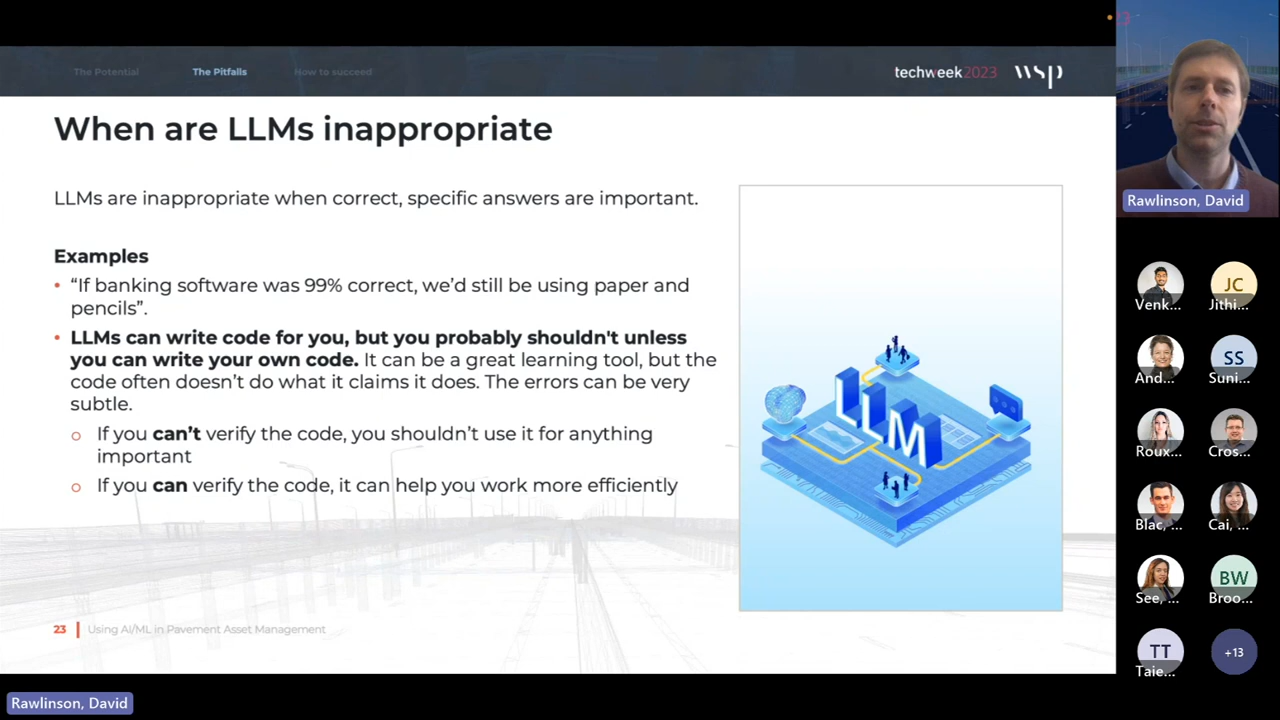 The Potential
The Pitfalls
How to succeed
techweek2023
wsp
When are LLMs inappropriate
LLMs are inappropriate when correct, specific answers are important.
Examples
• “If banking software was 99% correct, we’d still be using paper and
pencils”.
• LLMs can write code for you, but you probably shouldn't unless
you can write your own code. It can be a great learning tool, but the
code often doesn’t do what it claims it does. The errors can be very
subtle.
o If you can’t verify the code, you shouldn’t use it for anything
important
o If you can verify the code, it can help you work more efficiently
LLM
23
Using AI/ML in Pavement Asset Management
Rawlinson, David
23
Rawlinson, David
Venk...
JC
Jithi...
And...
SS
Suni...
Roux...
Cros...
Blac, ...
Cai, ...
See, ...
BW
Broo...
TT
Taie...
+13